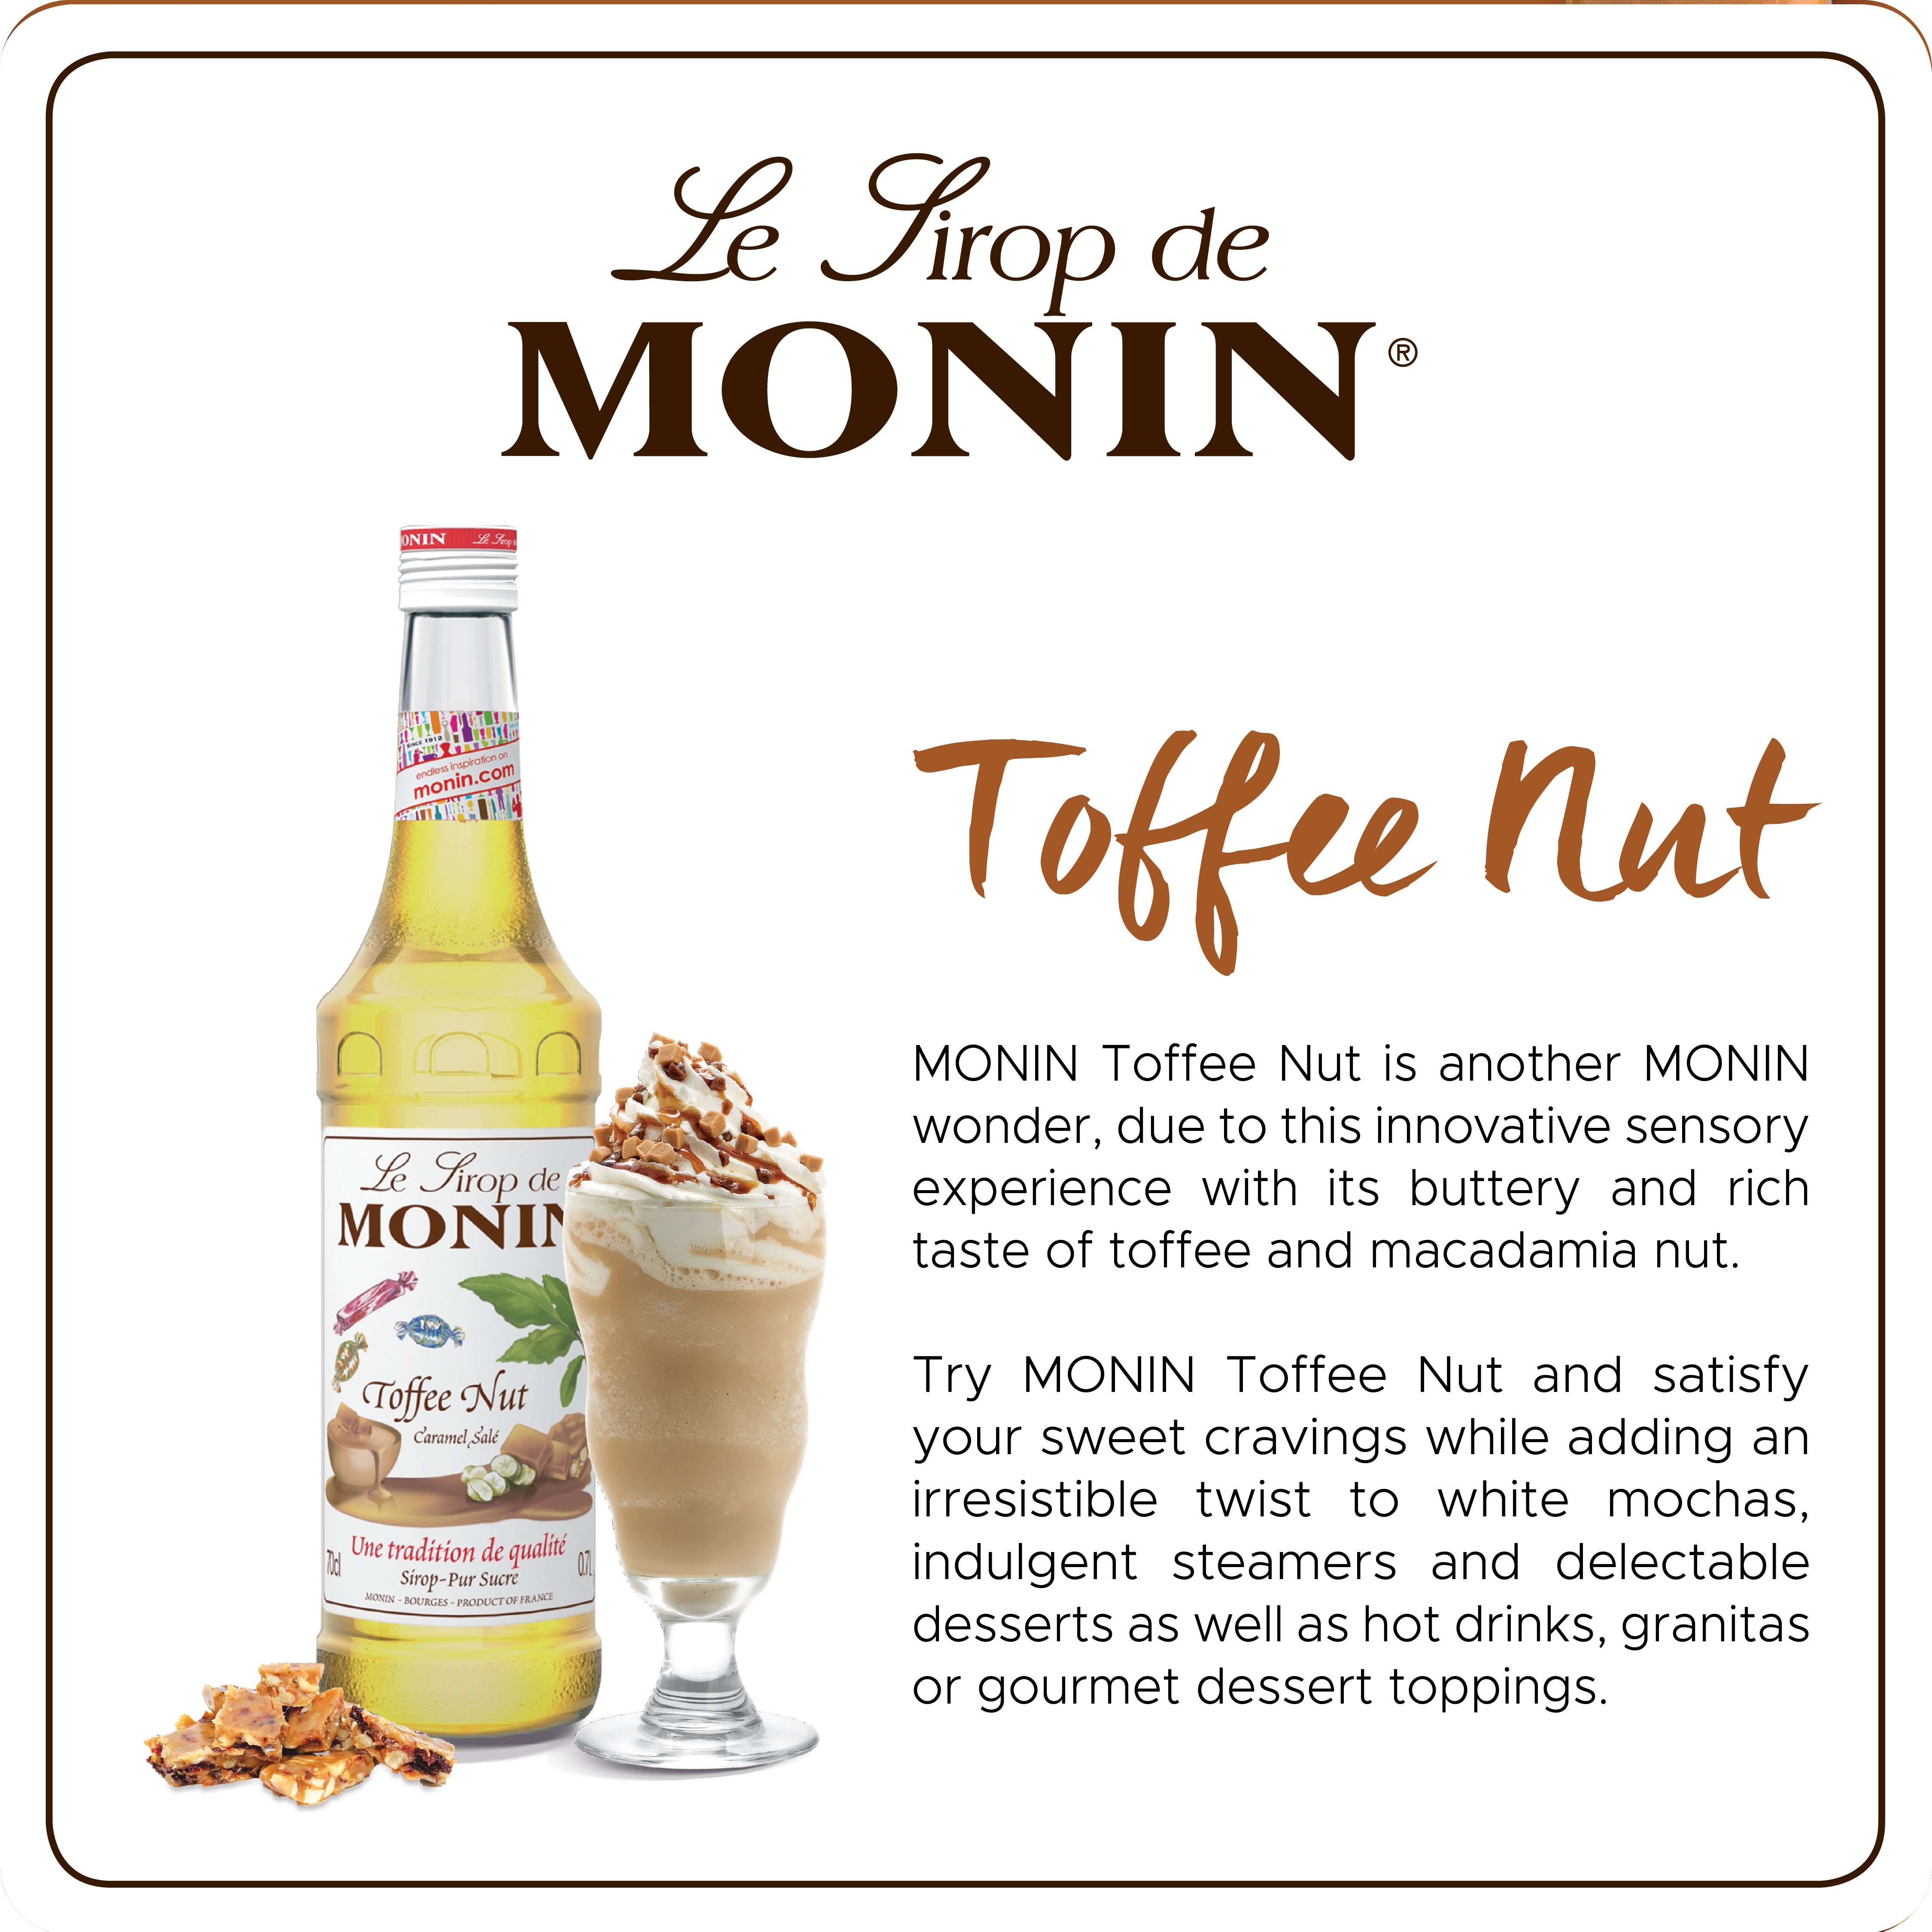 Le Sirop de
MONIN®
ONIN Le Sirop
SINCE 1912
endless inspiration on
monin.com
Toffee Nut
MONIN Toffee Nut is another MONIN
wonder, due to this innovative sensory
experience with its buttery and rich
taste of toffee and macadamia nut.
Try MONIN Toffee Nut and satisfy
your sweet cravings while adding an
irresistible twist to white mochas,
indulgent steamers and delectable
desserts as well as hot drinks, granitas
or gourmet dessert toppings.
Le Sirop de
MONIN
Toffee Nut
Caramel Salé
Une tradition de qualité
70cl 0.7L
Sirop-Pur Sucre
MONIN - BOURGES - PRODUCT OF FRANCE